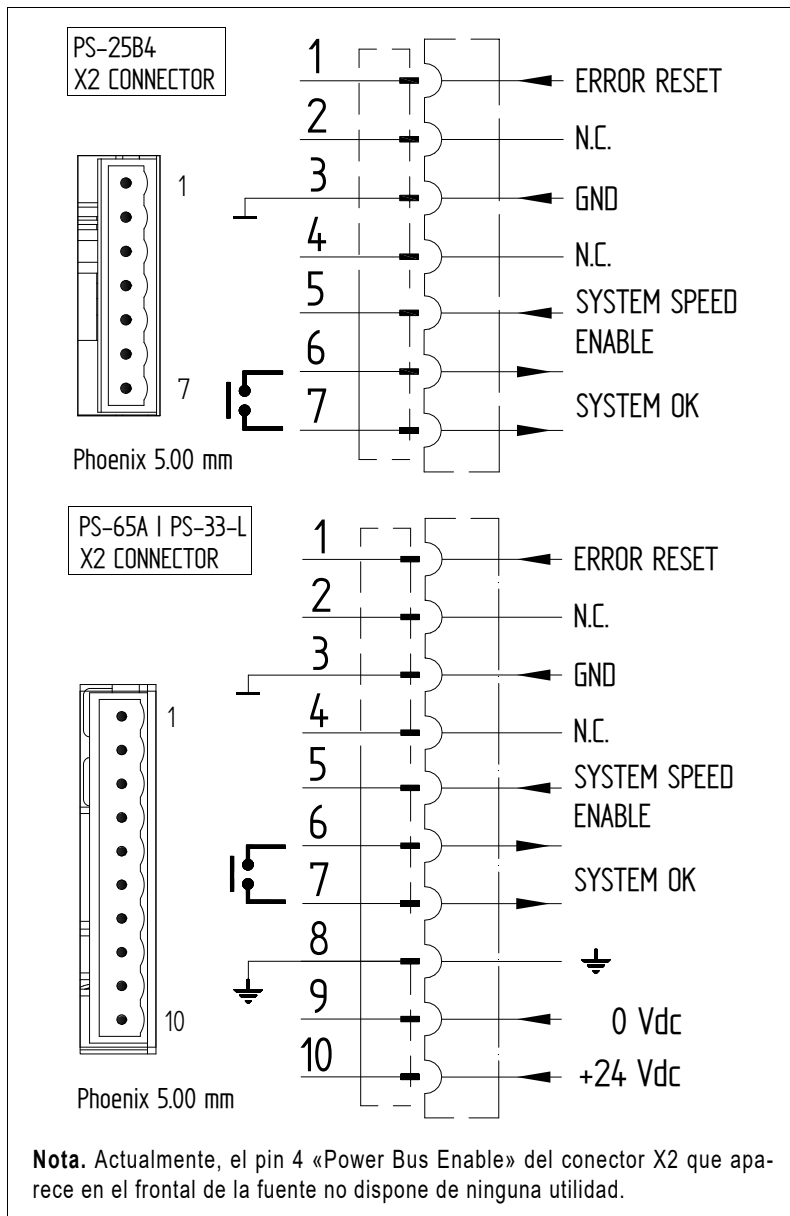 PS-25B4
X2 CONNECTOR
1
7
Phoenix 5.00 mm
1 ERROR RESET
2 N.C.
3 GND
4 N.C.
5 SYSTEM SPEED
ENABLE
6
7 SYSTEM OK
PS-65A | PS-33-L
X2 CONNECTOR
1
10
Phoenix 5.00 mm
1 ERROR RESET
2 N.C.
3 GND
4 N.C.
5 SYSTEM SPEED
ENABLE
6
7 SYSTEM OK
8
9 0 Vdc
10 +24 Vdc
Nota. Actualmente, el pin 4 «Power Bus Enable» del conector X2 que apa-
rece en el frontal de la fuente no dispone de ninguna utilidad.